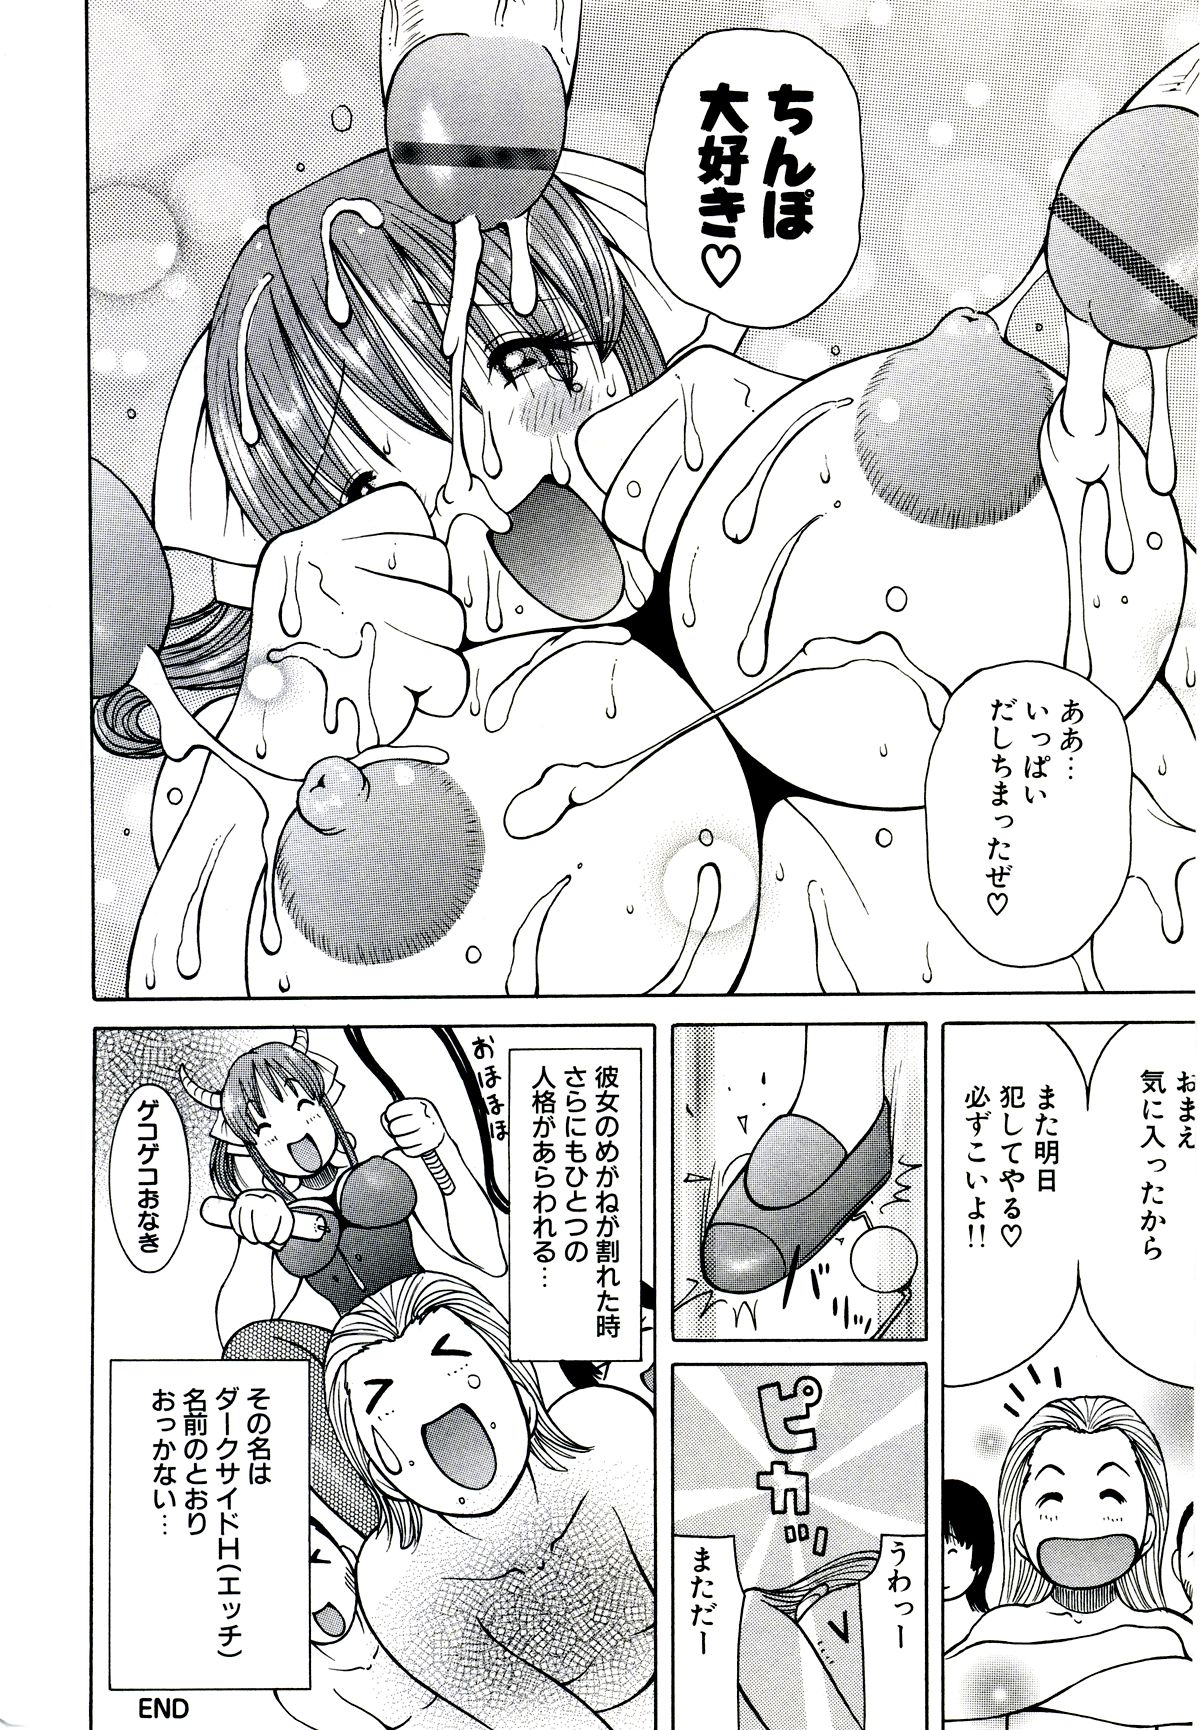 ちんぽ
大好き♡
ああ…
いっぱい
だしちまったぜ♡
おまえ
気に入ったから
また明日
犯してやる♡
必ずこいよ!!
バ
ピカッ
うわっー
まただー
彼女のめがねが割れた時
さらにもひとつの
人格があらわれる…
おほほほ
ゲコゲコおなき
その名は
ダークサイドH(エッチ)
名前のとおり
おっかない…
END